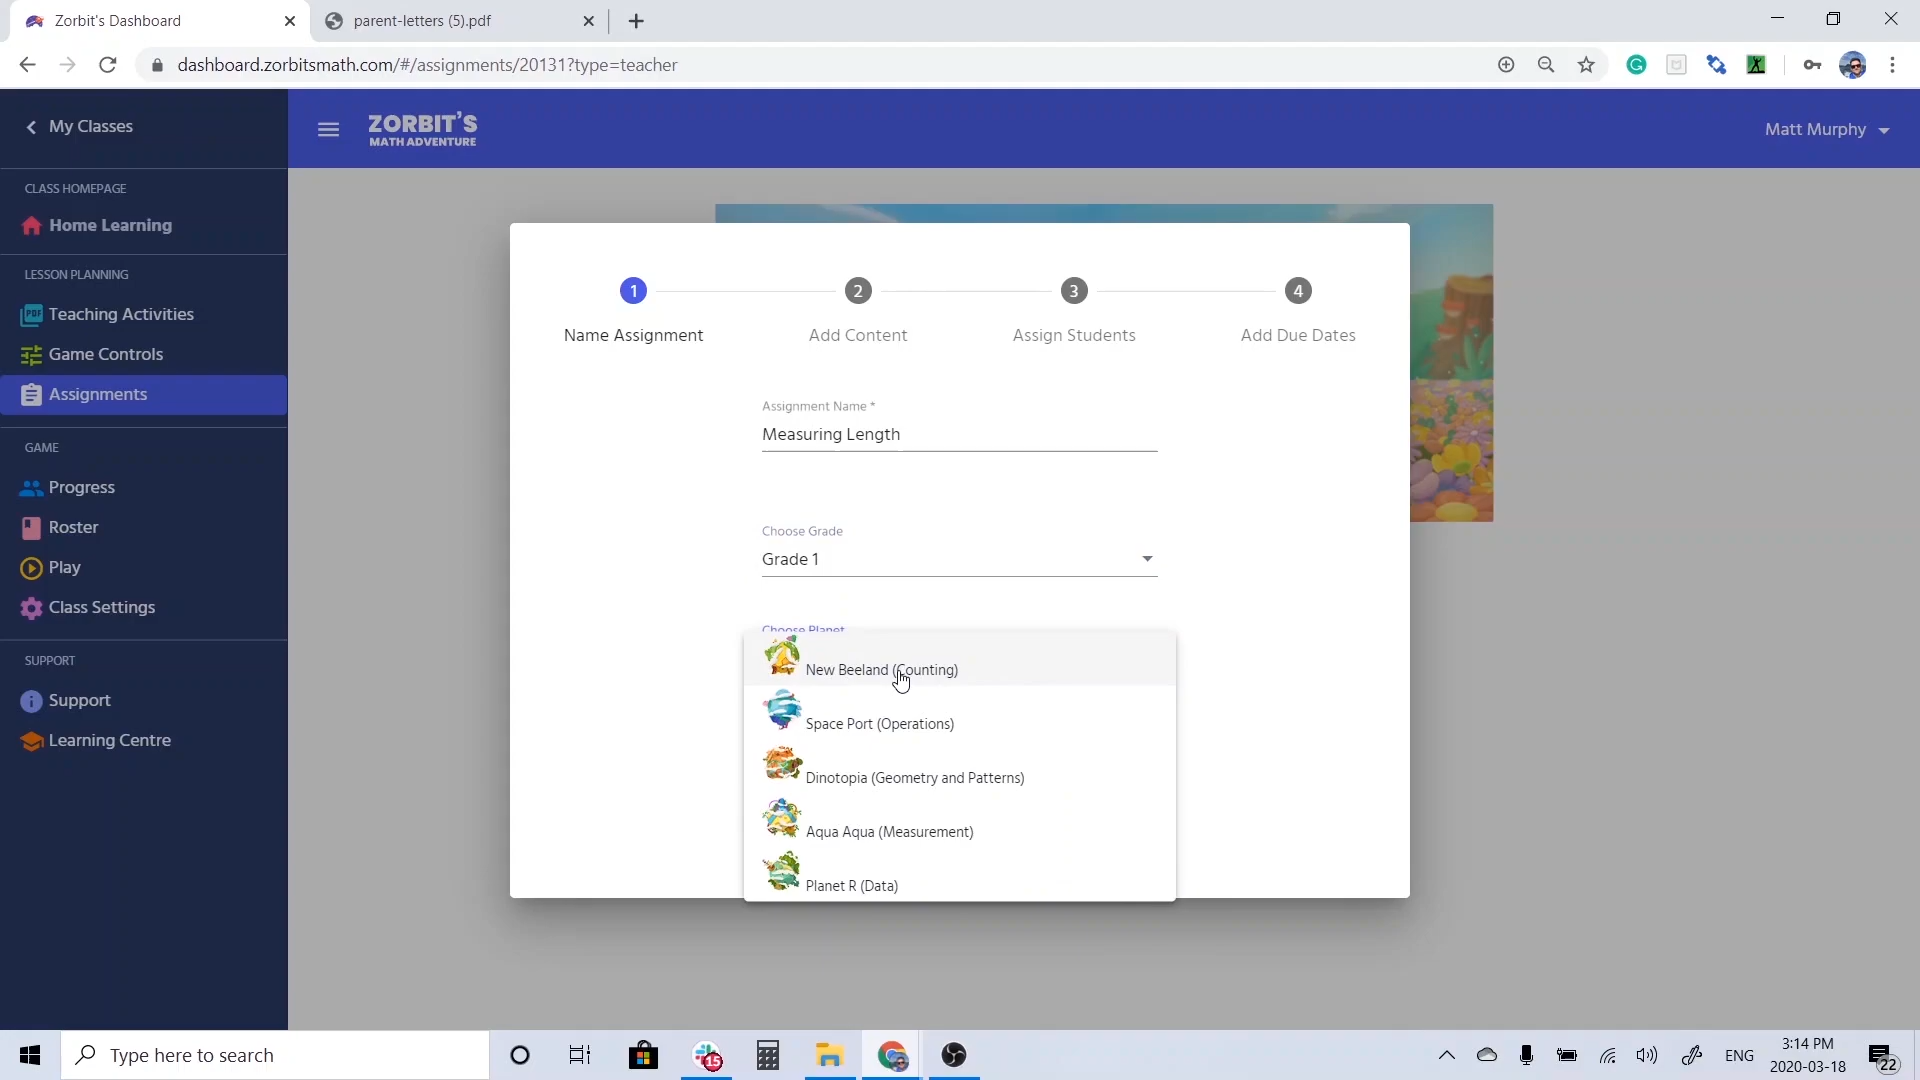 Zorbit's Dashboard
parent-letters (5).pdf
dashboard.zorbitsmath.com/#/assignments/20131?type=teacher
My Classes
ZORBIT'S
MATH ADVENTURE
Matt Murphy
CLASS HOMEPAGE
Home Learning
LESSON PLANNING
PDF
Teaching Activities
Game Controls
Assignments
GAME
Progress
Roster
Play
Class Settings
SUPPORT
Support
Learning Centre
1
2
3
4
Name Assignment
Add Content
Assign Students
Add Due Dates
Assignment Name *
Measuring Length
Choose Grade
Grade 1
Choose Planet
New Beeland (Counting)
Space Port (Operations)
Dinotopia (Geometry and Patterns)
Aqua Aqua (Measurement)
Planet R (Data)
Type here to search
15
ENG
3:14 PM
2020-03-18
22